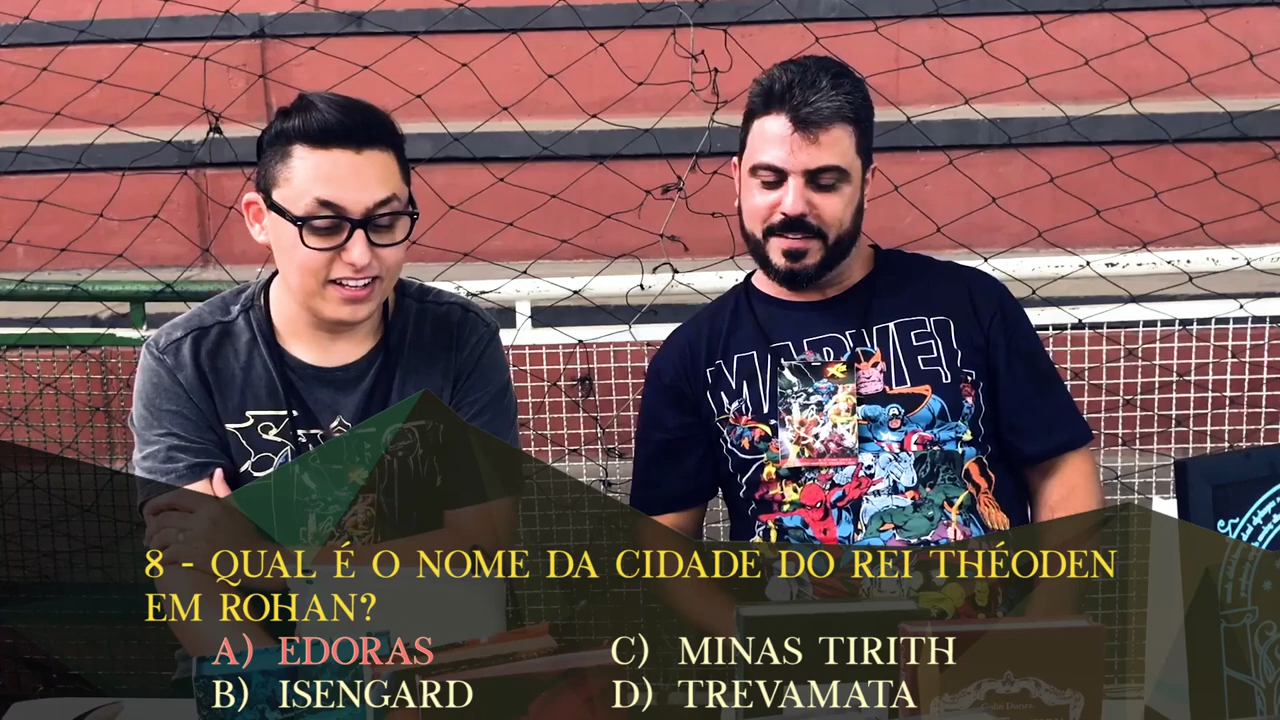 MARVEL
8 - QUAL É O NOME DA CIDADE DO REI THÉODEN
EM ROHAN?
A) EDORAS
C) MINAS TIRITH
B) ISENGARD
D) TREVAMATA